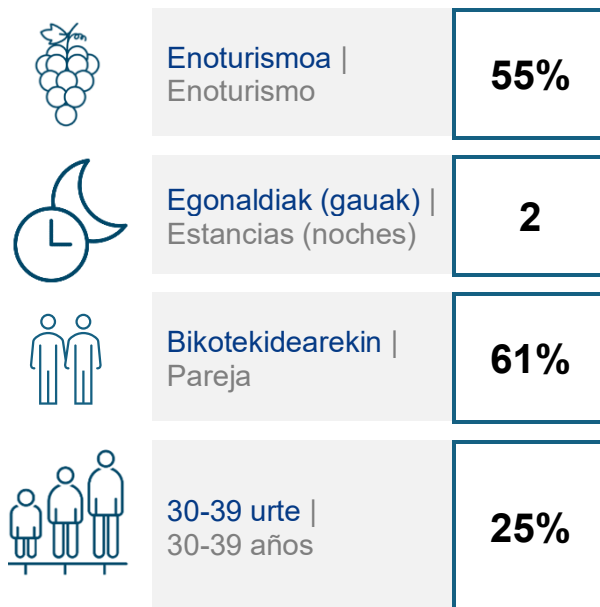 Enoturismoa |
Enoturismo
55%
Egonaldiak (gauak) |
Estancias (noches)
2
Bikotekidearekin |
Pareja
61%
30-39 urte |
30-39 años
25%